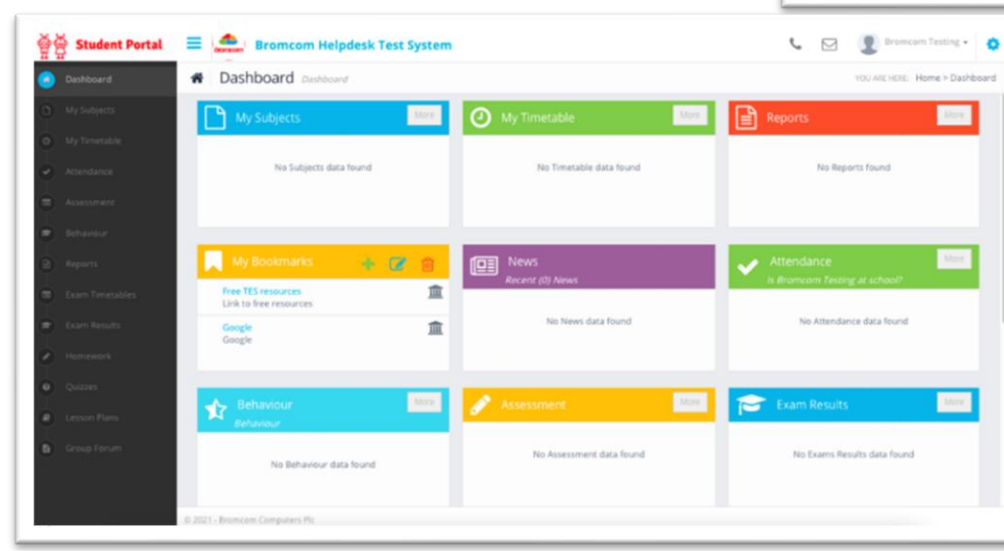 Student Portal
Bromcom
Bromcom Helpdesk Test System
Bromcom Testing
Dashboard
My Subjects
My Timetable
Attendance
Assessment
Behaviour
Reports
Exam Timetables
Exam Results
Homework
Quizzes
Lesson Plans
Group Forum
Dashboard Dashboard
YOU ARE HERE: Home > Dashboard
My Subjects More
No Subjects data found
My Timetable More
No Timetable data found
Reports More
No Reports found
My Bookmarks
Free TES resources
Link to free resources
Google
Google
News
Recent (0) News
No News data found
Attendance More
Is Bromcom Testing at school?
No Attendance data found
Behaviour More
Behaviour
No Behaviour data found
Assessment More
No Assessment data found
Exam Results More
No Exams Results data found
© 2021 - Bromcom Computers Plc